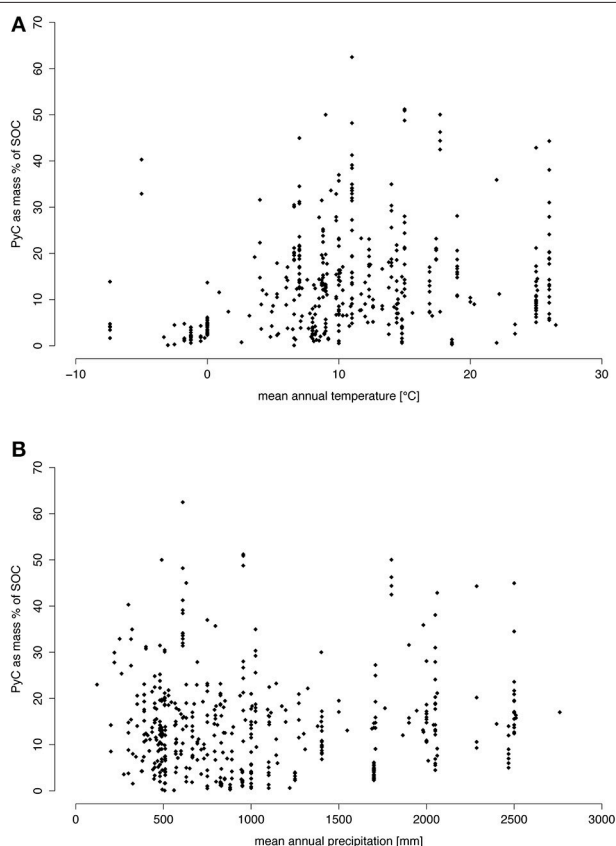 A
70
60
50
40
30
20
10
0
PyC as mass % of SOC
−10 0 10 20 30
mean annual temperature [°C]
B
70
60
50
40
30
20
10
0
PyC as mass % of SOC
0 500 1000 1500 2000 2500 3000
mean annual precipitation [mm]